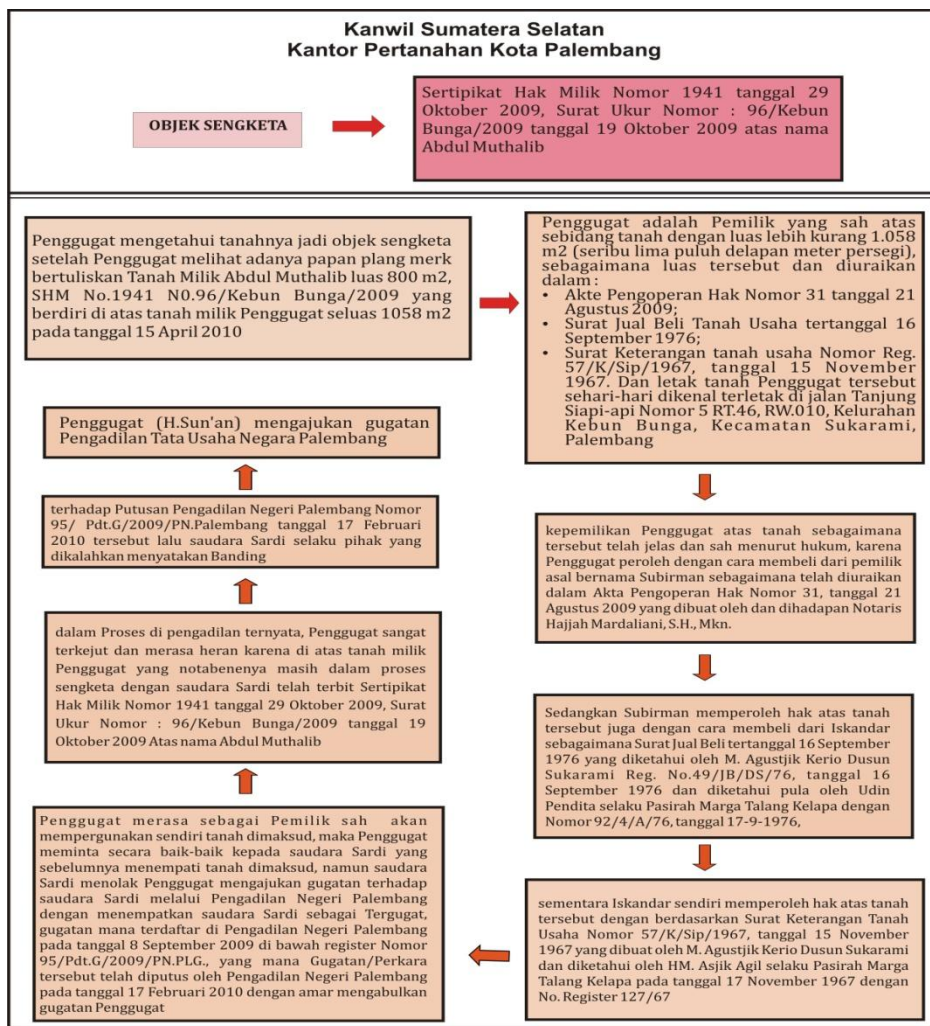 Kanwil Sumatera Selatan
Kantor Pertanahan Kota Palembang
OBJEK SENGKETA
Sertipikat Hak Milik Nomor 1941 tanggal 29
Oktober 2009, Surat Ukur Nomor : 96/Kebun
Bunga/2009 tanggal 19 Oktober 2009 atas nama
Abdul Muthalib
Penggugat mengetahui tanahnya jadi objek sengketa
setelah Penggugat melihat adanya papan plang merk
bertuliskan Tanah Milik Abdul Muthalib luas 800 m2,
SHM No.1941 N0.96/Kebun Bunga/2009 yang
berdiri di atas tanah milik Penggugat seluas 1058 m2
pada tanggal 15 April 2010
Penggugat adalah Pemilik yang sah atas
sebidang tanah dengan luas lebih kurang 1.058
m2 (seribu lima puluh delapan meter persegi),
sebagaimana luas tersebut dan diuraikan
dalam :
• Akte Pengoperan Hak Nomor 31 tanggal 21
Agustus 2009;
• Surat Jual Beli Tanah Usaha tertanggal 16
September 1976;
• Surat Keterangan tanah usaha Nomor Reg.
57/K/Sip/1967, tanggal 15 November
1967. Dan letak tanah Penggugat tersebut
sehari-hari dikenal terletak di jalan Tanjung
Siapi-api Nomor 5 RT.46, RW.010, Kelurahan
Kebun Bunga, Kecamatan Sukarami,
Palembang
kepemilikan Penggugat atas tanah sebagaimana
tersebut telah jelas dan sah menurut hukum, karena
Penggugat peroleh dengan cara membeli dari pemilik
asal bernama Subirman sebagaimana telah diuraikan
dalam Akta Pengoperan Hak Nomor 31, tanggal 21
Agustus 2009 yang dibuat oleh dan dihadapan Notaris
Hajjah Mardaliani, S.H., Mkn.
Sedangkan Subirman memperoleh hak atas tanah
tersebut juga dengan cara membeli dari Iskandar
sebagaimana Surat Jual Beli tertanggal 16 September
1976 yang diketahui oleh M. Agustjik Kerio Dusun
Sukarami Reg. No.49/JB/DS/76, tanggal 16
September 1976 dan diketahui pula oleh Udin
Pendita selaku Pasirah Marga Talang Kelapa dengan
Nomor 92/4/A/76, tanggal 17-9-1976,
sementara Iskandar sendiri memperoleh hak atas tanah
tersebut dengan berdasarkan Surat Keterangan Tanah
Usaha Nomor 57/K/Sip/1967, tanggal 15 November
1967 yang dibuat oleh M. Agustjik Kerio Dusun Sukarami
dan diketahui oleh HM. Asjik Agil selaku Pasirah Marga
Talang Kelapa pada tanggal 17 November 1967 dengan
No. Register 127/67
Penggugat merasa sebagai Pemilik sah akan
mempergunakan sendiri tanah dimaksud, maka Penggugat
meminta secara baik-baik kepada saudara Sardi yang
sebelumnya menempati tanah dimaksud, namun saudara
Sardi menolak Penggugat mengajukan gugatan terhadap
saudara Sardi melalui Pengadilan Negeri Palembang
dengan menempatkan saudara Sardi sebagai Tergugat,
gugatan mana terdaftar di Pengadilan Negeri Palembang
pada tanggal 8 September 2009 di bawah register Nomor
95/Pdt.G/2009/PN.PLG., yang mana Gugatan/Perkara
tersebut telah diputus oleh Pengadilan Negeri Palembang
pada tanggal 17 Februari 2010 dengan amar mengabulkan
gugatan Penggugat
dalam Proses di pengadilan ternyata, Penggugat sangat
terkejut dan merasa heran karena di atas tanah milik
Penggugat yang notabenenya masih dalam proses
sengketa dengan saudara Sardi telah terbit Sertipikat
Hak Milik Nomor 1941 tanggal 29 Oktober 2009, Surat
Ukur Nomor : 96/Kebun Bunga/2009 tanggal 19
Oktober 2009 Atas nama Abdul Muthalib
terhadap Putusan Pengadilan Negeri Palembang Nomor
95/ Pdt.G/2009/PN.Palembang tanggal 17 Februari
2010 tersebut lalu saudara Sardi selaku pihak yang
dikalahkan menyatakan Banding
Penggugat (H.Sun'an) mengajukan gugatan
Pengadilan Tata Usaha Negara Palembang